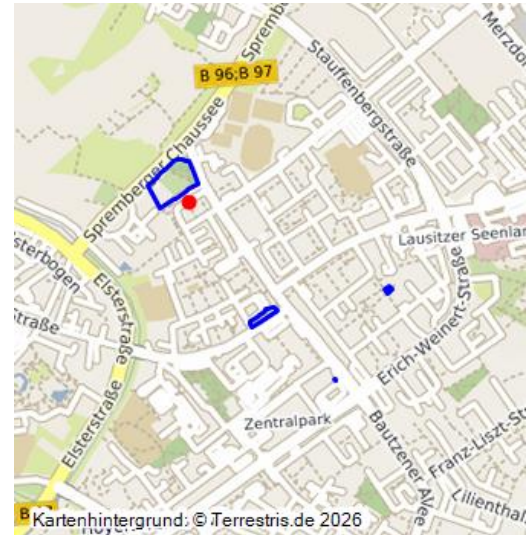 Spremb
Merzdor
B 96;B 97
Stauffenbergstraße
Spremberger Chaussee
sterbogen
Elsterstraße
Lausitzer Seenlan
-Straße
Erich-Weinert-Straße
Elsterstraße
Zentralpark
Bautzener Allee
Franz-Liszt-St
Lilienthal
Kartenhintergrund: © Terrestris.de 2026